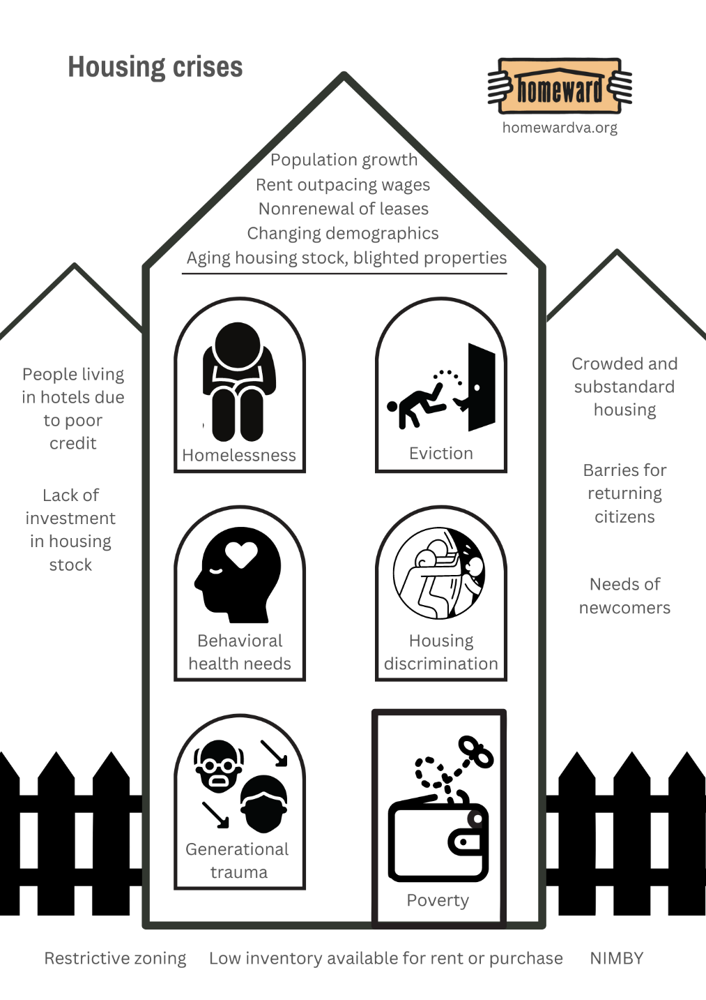 Housing crises
homeward
homewardva.org
Population growth
Rent outpacing wages
Nonrenewal of leases
Changing demographics
Aging housing stock, blighted properties
People living
in hotels due
to poor
credit
Lack of
investment
in housing
stock
Homelessness
Eviction
Behavioral
health needs
Housing
discrimination
Generational
trauma
Poverty
Crowded and
substandard
housing
Barries for
returning
citizens
Needs of
newcomers
Restrictive zoning
Low inventory available for rent or purchase
NIMBY